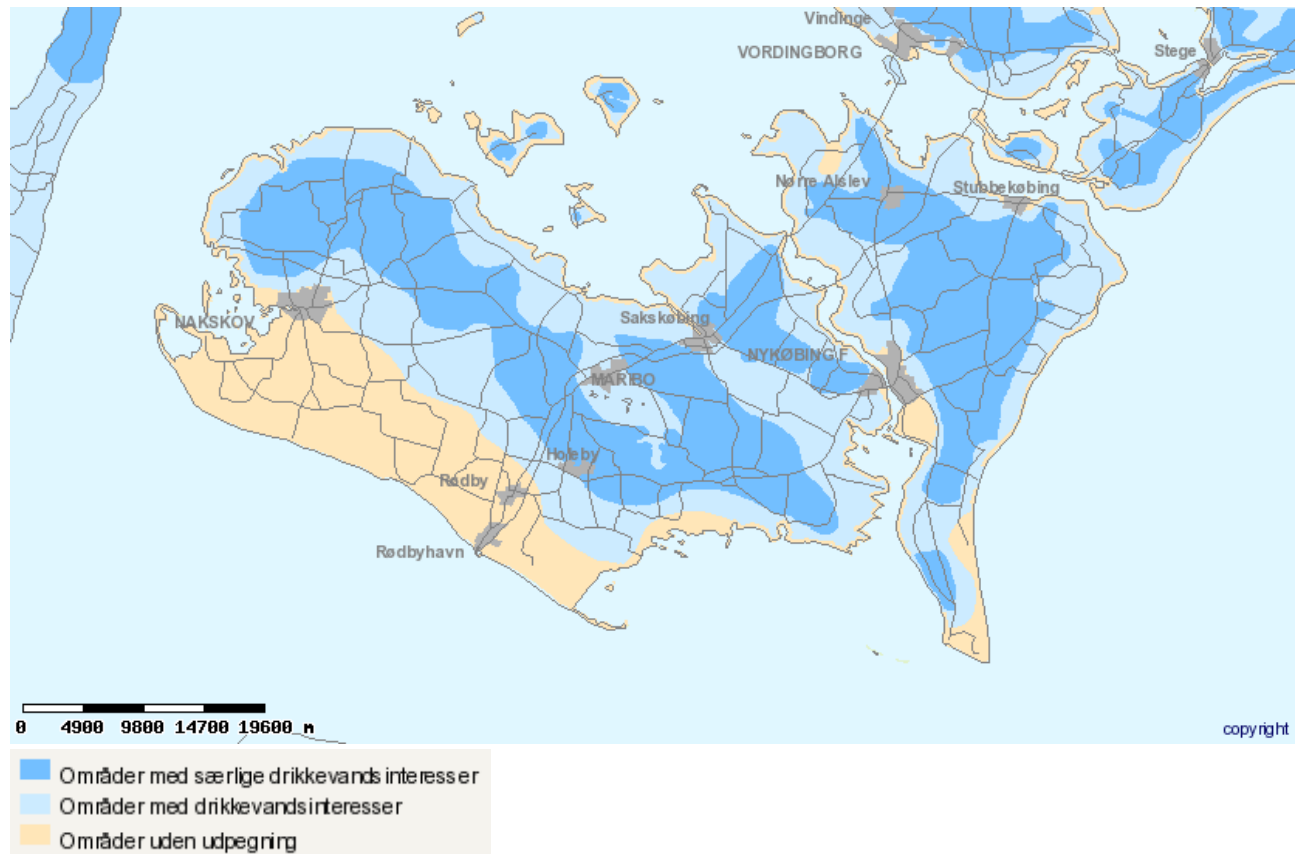 Vindinge
VORDINGBORG
Stege
Nørre Alslev
Stubbekøbing
NAKSKOV
Sakskøbing
NYKØBING F
MARIBO
Holeby
Rødby
Rødbyhavn
0 4900 9800 14700 19600 m
copyright
Områder med særlige drikkevandsinteresser
Områder med drikkevandsinteresser
Områder uden udpegning